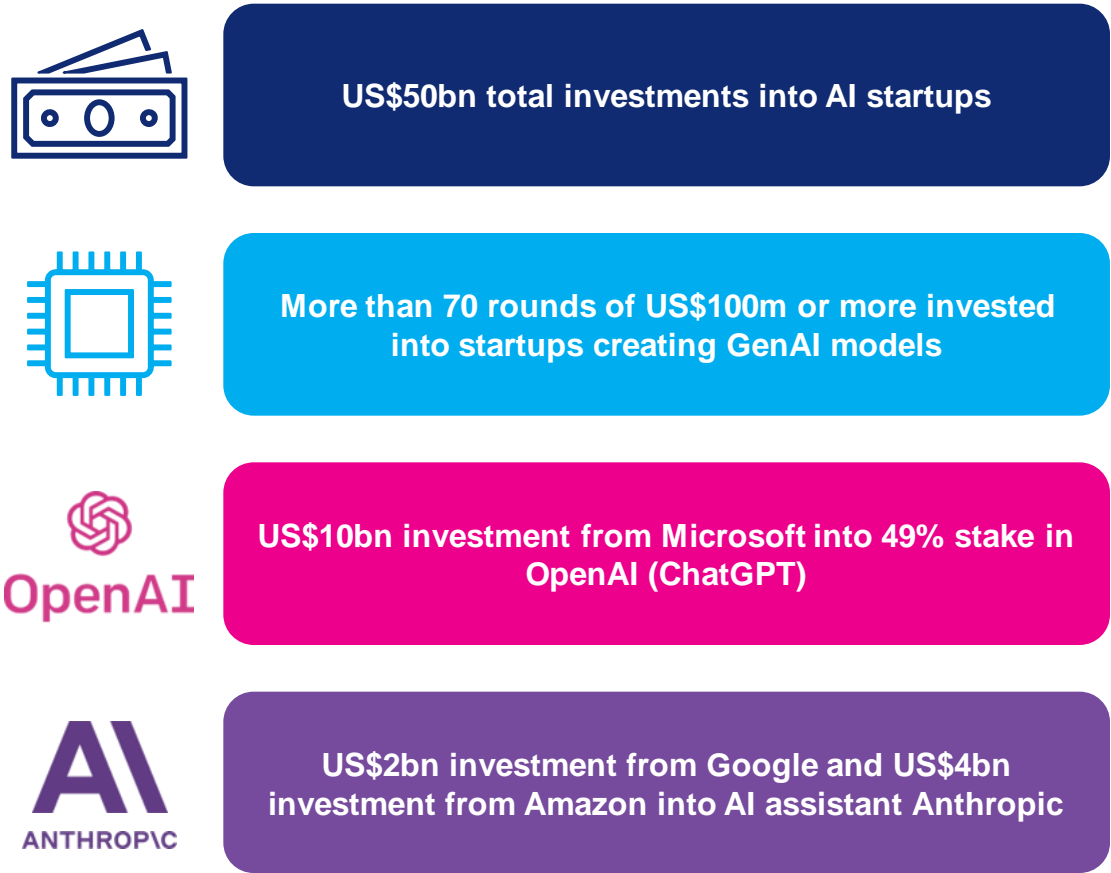 US$50bn total investments into AI startups
More than 70 rounds of US$100m or more invested
into startups creating GenAI models
OpenAI
US$10bn investment from Microsoft into 49% stake in
OpenAI (ChatGPT)
AI
ANTHROP\C
US$2bn investment from Google and US$4bn
investment from Amazon into AI assistant Anthropic